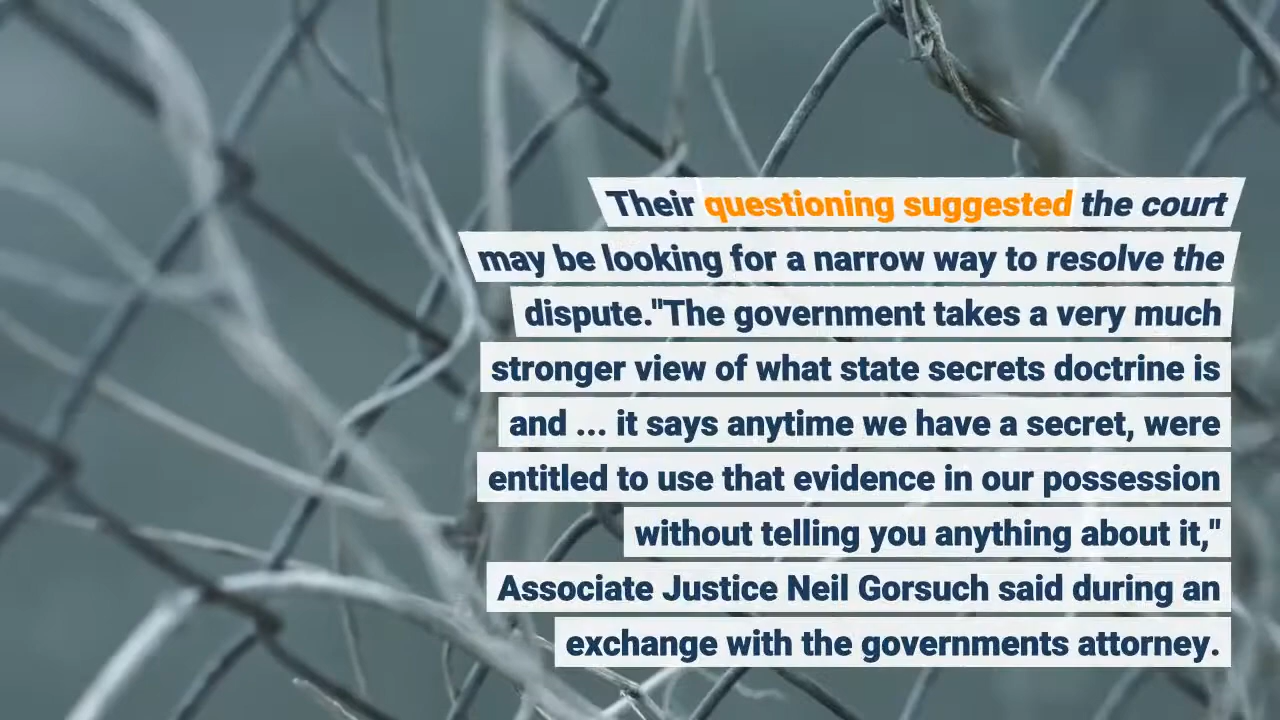 Their questioning suggested the court
may be looking for a narrow way to resolve the
dispute."The government takes a very much
stronger view of what state secrets doctrine is
and ... it says anytime we have a secret, were
entitled to use that evidence in our possession
without telling you anything about it,"
Associate Justice Neil Gorsuch said during an
exchange with the governments attorney.